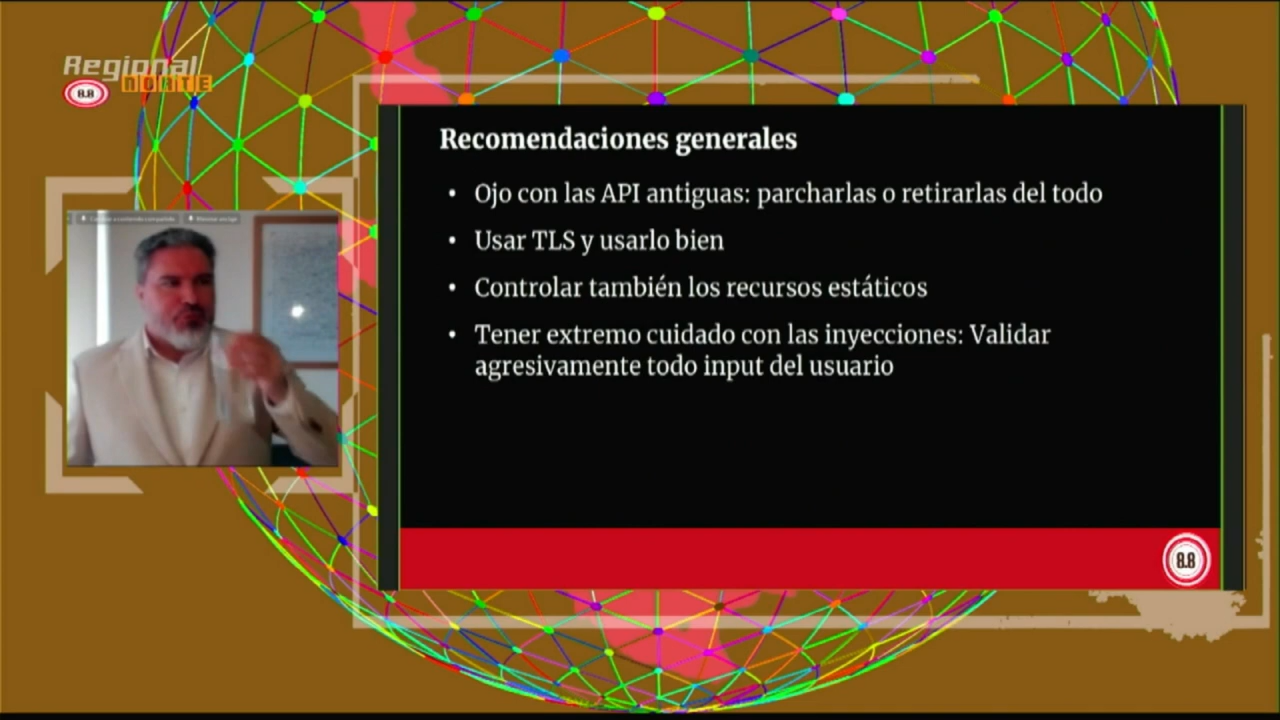 Regional
NORTE
8.8
Recomendaciones generales
• Ojo con las API antiguas: parcharlas o retirarlas del todo
• Usar TLS y usarlo bien
• Controlar también los recursos estáticos
• Tener extremo cuidado con las inyecciones: Validar
agresivamente todo input del usuario
8.8